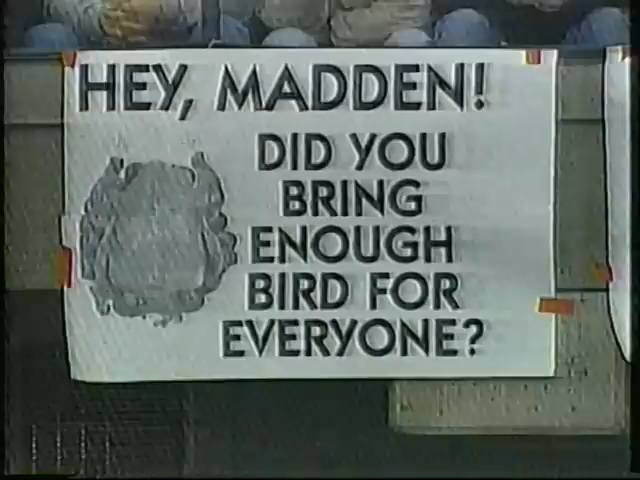 HEY, MADDEN!
DID YOU
BRING
ENOUGH
BIRD FOR
EVERYONE?